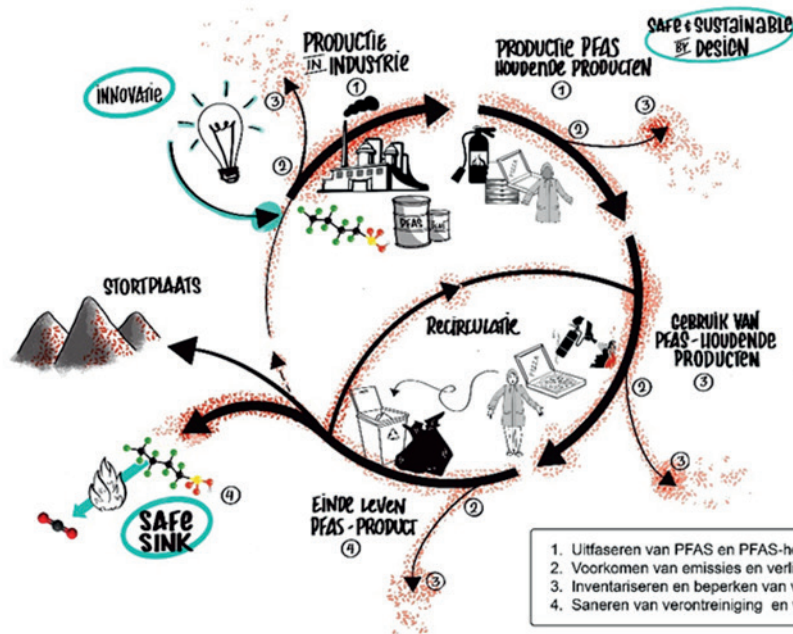 PRODUCTIE
IN INDUSTRIE
①
PRODUCTIE PFAS
HOUDENDE PRODUCTEN
①
SAFE & SUSTAINABLE
BY DESIGN
INNOVATIE
③
②
②
③
PFAS
PIZZA
STORTPLAATS
RECIRCULATIE
PIZZA
GEBRUIK VAN
PFAS-HOUDENDE
PRODUCTEN
③
②
③
④
SAFE
SINK
EINDE LEVEN
PFAS-PRODUCT
④
②
③
1. Uitfaseren van PFAS en PFAS-h
2. Voorkomen van emissies en verli
3. Inventariseren en beperken van v
4. Saneren van verontreiniging en